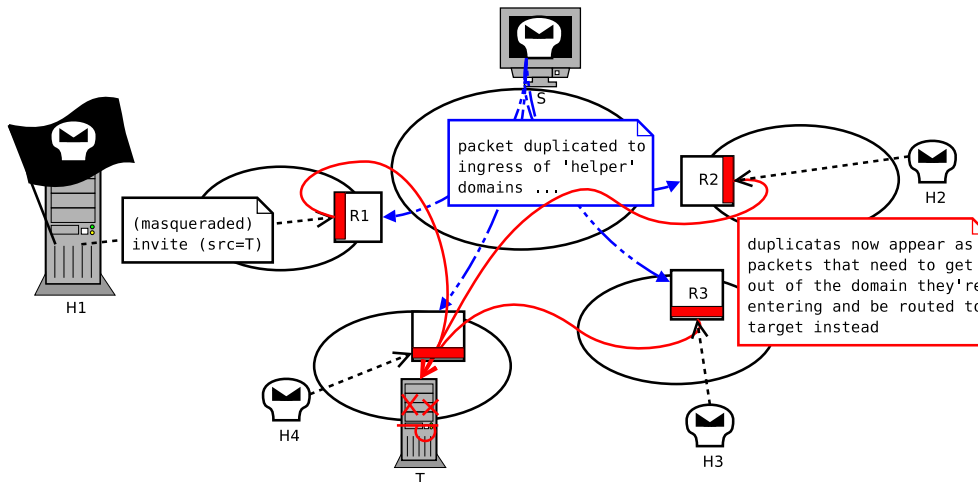 S
packet duplicated to
ingress of 'helper'
domains ...
R1
R2
H2
(masqueraded)
invite (src=T)
H1
duplicatas now appear as
packets that need to get
out of the domain they're
entering and be routed to
target instead
R3
H4
H3
T